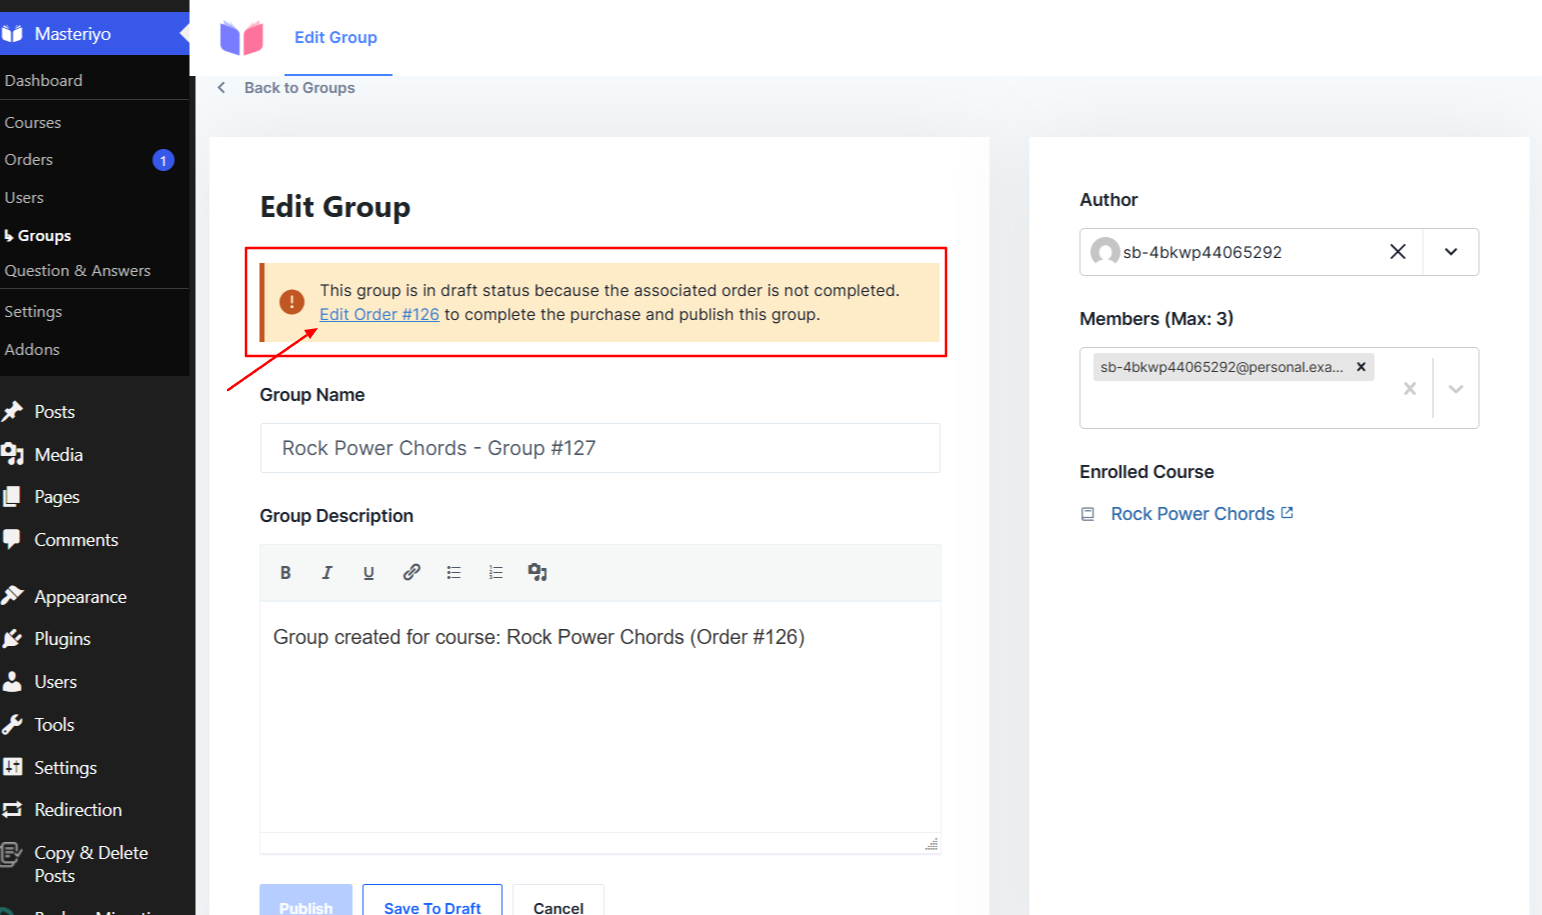 Masteriyo
Dashboard
Courses
Orders 1
Users
↳ Groups
Question & Answers
Settings
Addons
Posts
Media
Pages
Comments
Appearance
Plugins
Users
Tools
Settings
Redirection
Copy & Delete
Posts
Edit Group
Back to Groups
Edit Group
This group is in draft status because the associated order is not completed.
Edit Order #126 to complete the purchase and publish this group.
Group Name
Rock Power Chords - Group #127
Group Description
B I U
Group created for course: Rock Power Chords (Order #126)
Publish Save To Draft Cancel
Author
sb-4bkwp44065292
Members (Max: 3)
sb-4bkwp44065292@personal.exa...
Enrolled Course
Rock Power Chords